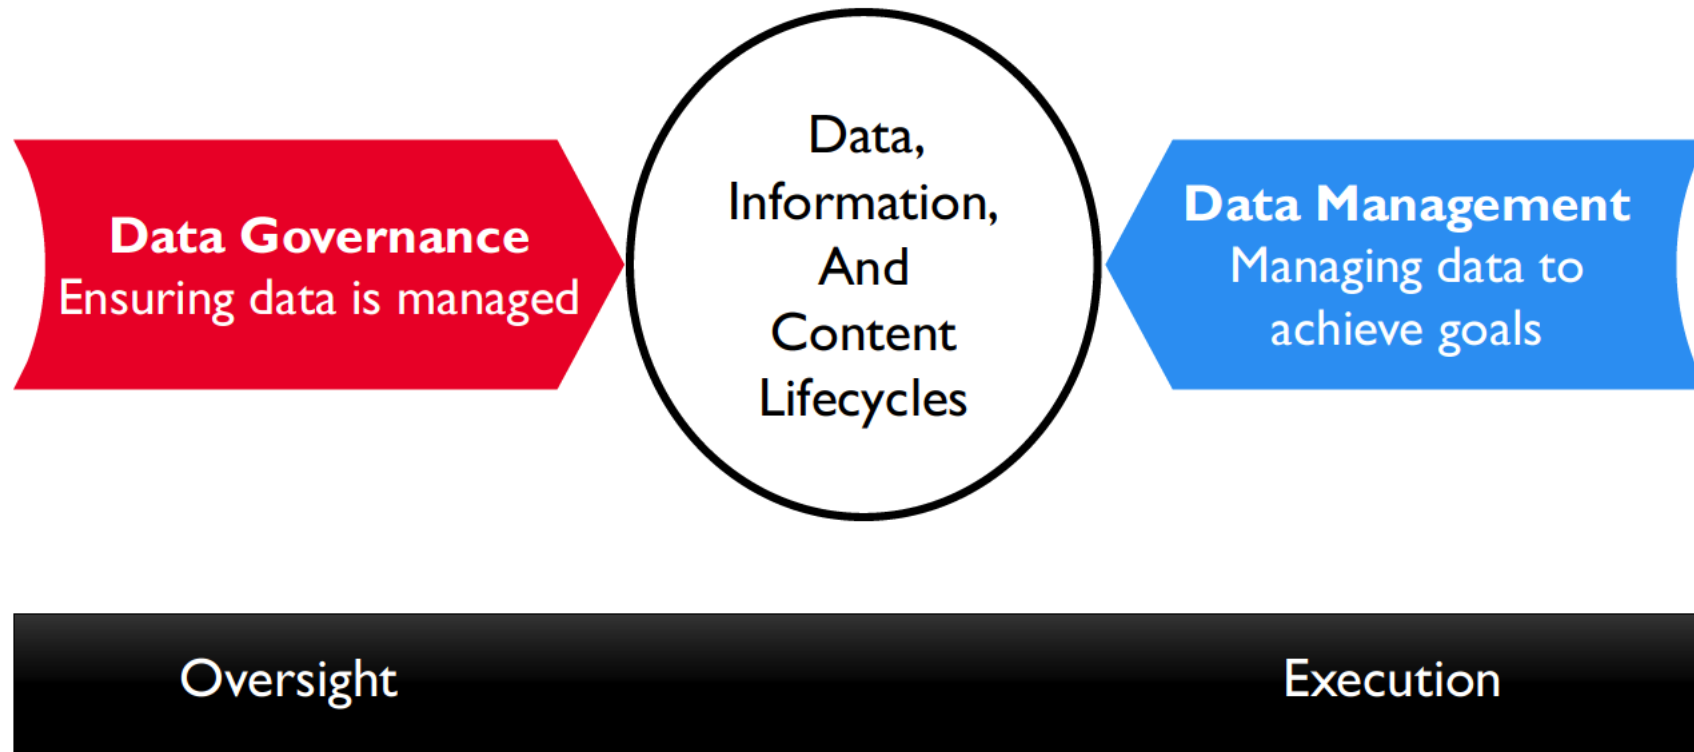 Data Governance
Ensuring data is managed
Data,
Information,
And
Content
Lifecycles
Data Management
Managing data to
achieve goals
Oversight
Execution